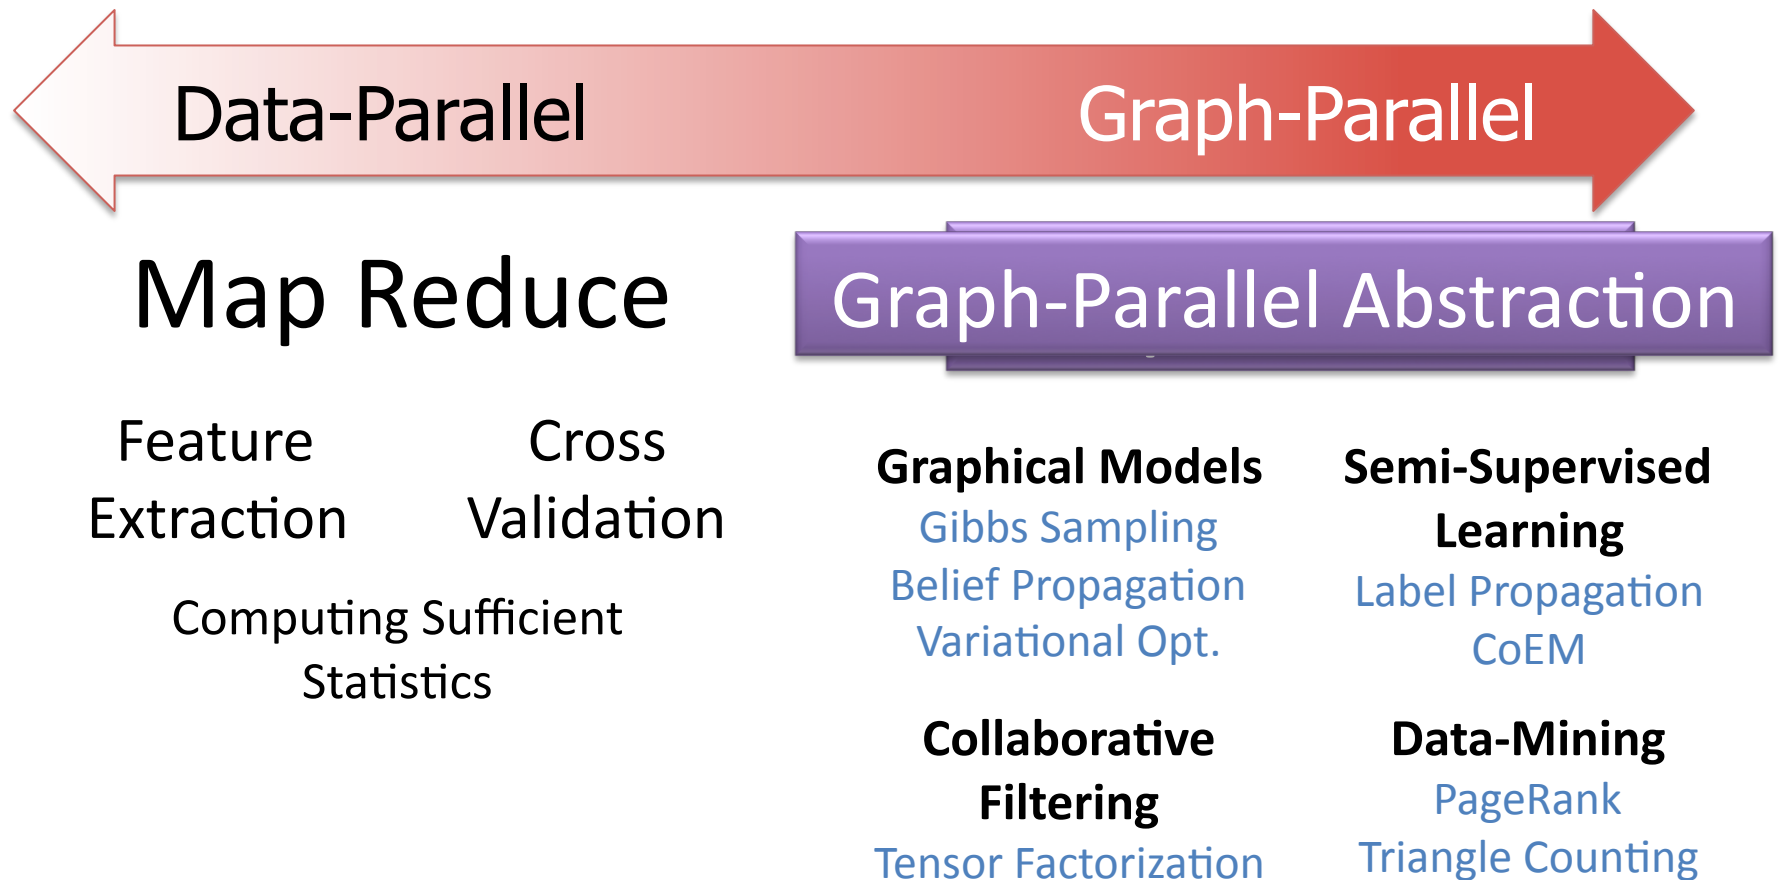 Data-Parallel
Graph-Parallel
Map Reduce
Graph-Parallel Abstraction
Feature
Extraction
Cross
Validation
Computing Sufficient
Statistics
Graphical Models
Gibbs Sampling
Belief Propagation
Variational Opt.
Semi-Supervised
Learning
Label Propagation
CoEM
Collaborative
Filtering
Tensor Factorization
Data-Mining
PageRank
Triangle Counting